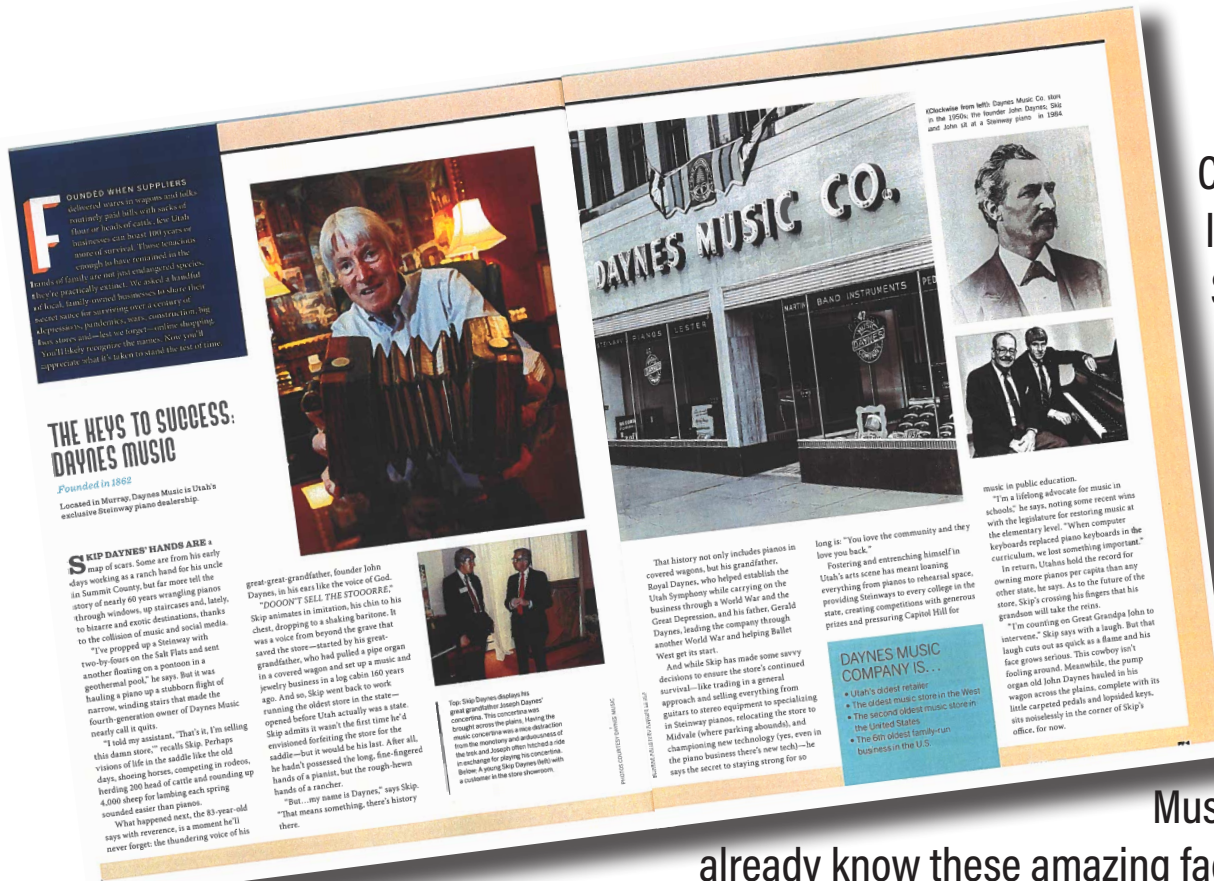 FOUNDED WHEN SUPPLIERS
delivered wares in wagons and folks
routinely paid bills with sacks of
flour or heads of cattle, few Utah
businesses can boast 100 years or
more of survival. Those tenacious
enough to have remained in the
hands of family are not just endangered species,
they're practically extinct. We asked a handful
of local, family-owned businesses to share their
secret sauce for surviving over a century of
depressions, pandemics, wars, construction, big
box stores and—lest we forget—online shopping.
You'll likely recognize the names. Now you'll
appreciate what it's taken to stand the test of time.
THE KEYS TO SUCCESS:
DAYNES MUSIC
Founded in 1862
Located in Murray, Daynes Music is Utah's
exclusive Steinway piano dealership.
SKIP DAYNES' HANDS ARE a
map of scars. Some are from his early
days working as a ranch hand for his uncle
in Summit County, but far more tell the
story of nearly 60 years wrangling pianos
through windows, up staircases and, lately,
to bizarre and exotic destinations, thanks
to the collision of music and social media.
"I've propped up a Steinway with
two-by-fours on the Salt Flats and sent
another floating on a pontoon in a
geothermal pool," he says. But it was
hauling a piano up a stubborn flight of
narrow, winding stairs that made the
fourth-generation owner of Daynes Music
nearly call it quits.
"I told my assistant, "That's it, I'm selling
this damn store,"" recalls Skip. Perhaps
visions of life in the saddle like the old
days, shoeing horses, competing in rodeos,
herding 200 head of cattle and rounding up
4,000 sheep for lambing each spring
sounded easier than pianos.
What happened next, the 83-year-old
says with reverence, is a moment he'll
never forget: the thundering voice of his
great-great-grandfather, founder John
Daynes, in his ears like the voice of God.
"DOOON'T SELL THE STOOORRE,"
Skip animates in imitation, his chin to his
chest, dropping to a shaking baritone. It
was a voice from beyond the grave that
saved the store—started by his great-
grandfather, who had pulled a pipe organ
in a covered wagon and set up a music and
jewelry business in a log cabin 160 years
ago. And so, Skip went back to work
running the oldest store in the state—
opened before Utah actually was a state.
Skip admits it wasn't the first time he'd
envisioned forfeiting the store for the
saddle—but it would be his last. After all,
he hadn't possessed the long, fine-fingered
hands of a pianist, but the rough-hewn
hands of a rancher.
"But…my name is Daynes," says Skip.
"That means something, there's history
there.
Top: Skip Daynes displays his
great grandfather Joseph Daynes'
concertina. This concertina was
brought across the plains. Having the
music concertina was a nice distraction
from the monotony and arduousness of
the trek and Joseph often hitched a ride
in exchange for playing his concertina.
Below: A young Skip Daynes (left) with
a customer in the store showroom.
PHOTOS COURTESY DAYNES MUSIC
DAYNES MUSIC CO.
PIANOS LESTER
MARTIN BAND INSTRUMENTS
47
DAYNES
(Clockwise from left): Daynes Music Co. store
in the 1950s; the founder John Daynes; Skip
and John sit at a Steinway piano in 1984.
That history not only includes pianos in
covered wagons, but his grandfather,
Royal Daynes, who helped establish the
Utah Symphony while carrying on the
business through a World War and the
Great Depression, and his father, Gerald
Daynes, leading the company through
another World War and helping Ballet
West get its start.
And while Skip has made some savvy
decisions to ensure the store's continued
survival—like trading in a general
approach and selling everything from
guitars to stereo equipment to specializing
in Steinway pianos, relocating the store to
Midvale (where parking abounds), and
championing new technology (yes, even in
the piano business there's new tech)—he
says the secret to staying strong for so
long is: "You love the community and they
love you back."
Fostering and entrenching himself in
Utah's arts scene has meant loaning
everything from pianos to rehearsal space,
providing Steinways to every college in the
state, creating competitions with generous
prizes and pressuring Capitol Hill for
DAYNES MUSIC
COMPANY IS…
• Utah's oldest retailer
• The oldest music store in the West
• The second oldest music store in
the United States
• The 6th oldest family-run
business in the U.S.
music in public education.
"I'm a lifelong advocate for music in
schools," he says, noting some recent wins
with the legislature for restoring music at
the elementary level. "When computer
keyboards replaced piano keyboards in the
curriculum, we lost something important."
In return, Utahns hold the record for
owning more pianos per capita than any
other state, he says. As to the future of the
store, Skip's crossing his fingers that his
grandson will take the reins.
"I'm counting on Great Grandpa John to
intervene," Skip says with a laugh. But that
laugh cuts out as quick as a flame and his
face grows serious. This cowboy isn't
fooling around. Meanwhile, the pump
organ old John Daynes hauled in his
wagon across the plains, complete with its
little carpeted pedals and lopsided keys,
sits noiselessly in the corner of Skip's
office, for now.
Mus
already know these amazing fac